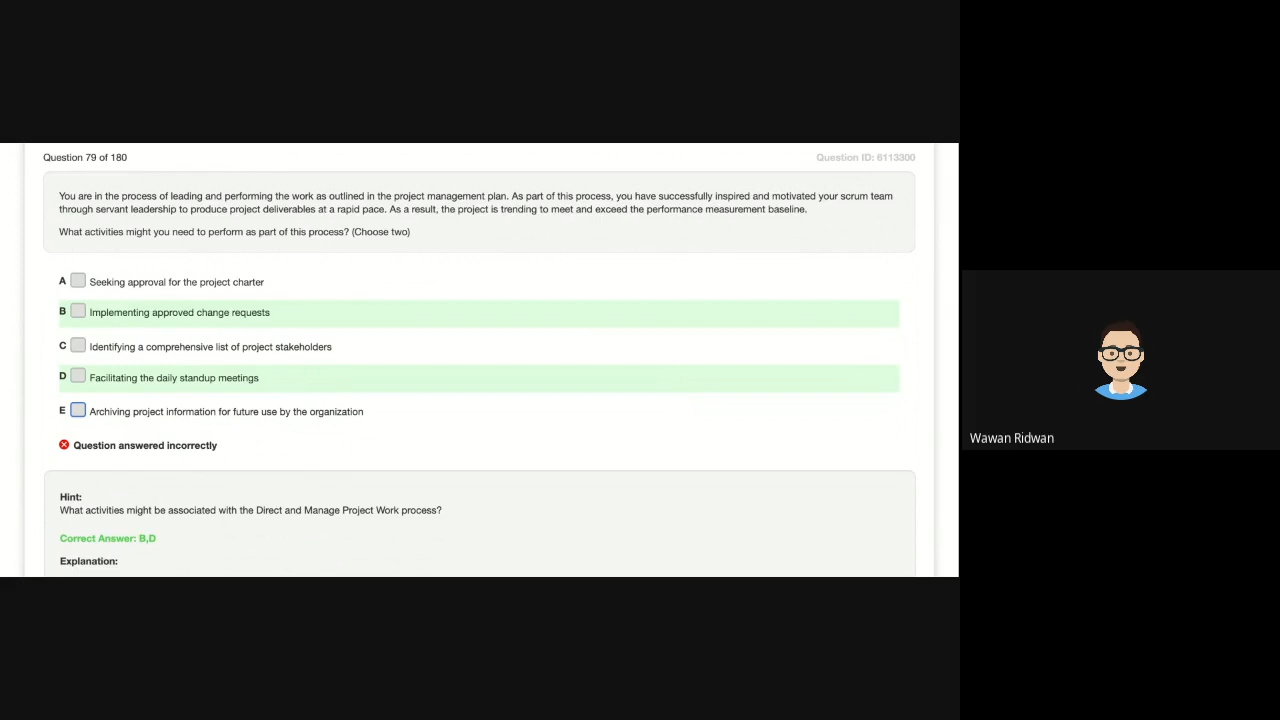 Question 79 of 180
Question ID: 6113300
You are in the process of leading and performing the work as outlined in the project management plan. As part of this process, you have successfully inspired and motivated your scrum team
through servant leadership to produce project deliverables at a rapid pace. As a result, the project is trending to meet and exceed the performance measurement baseline.
What activities might you need to perform as part of this process? (Choose two)
A Seeking approval for the project charter
B Implementing approved change requests
C Identifying a comprehensive list of project stakeholders
D Facilitating the daily standup meetings
E Archiving project information for future use by the organization
Question answered incorrectly
Hint:
What activities might be associated with the Direct and Manage Project Work process?
Correct Answer: B,D
Explanation:
Wawan Ridwan